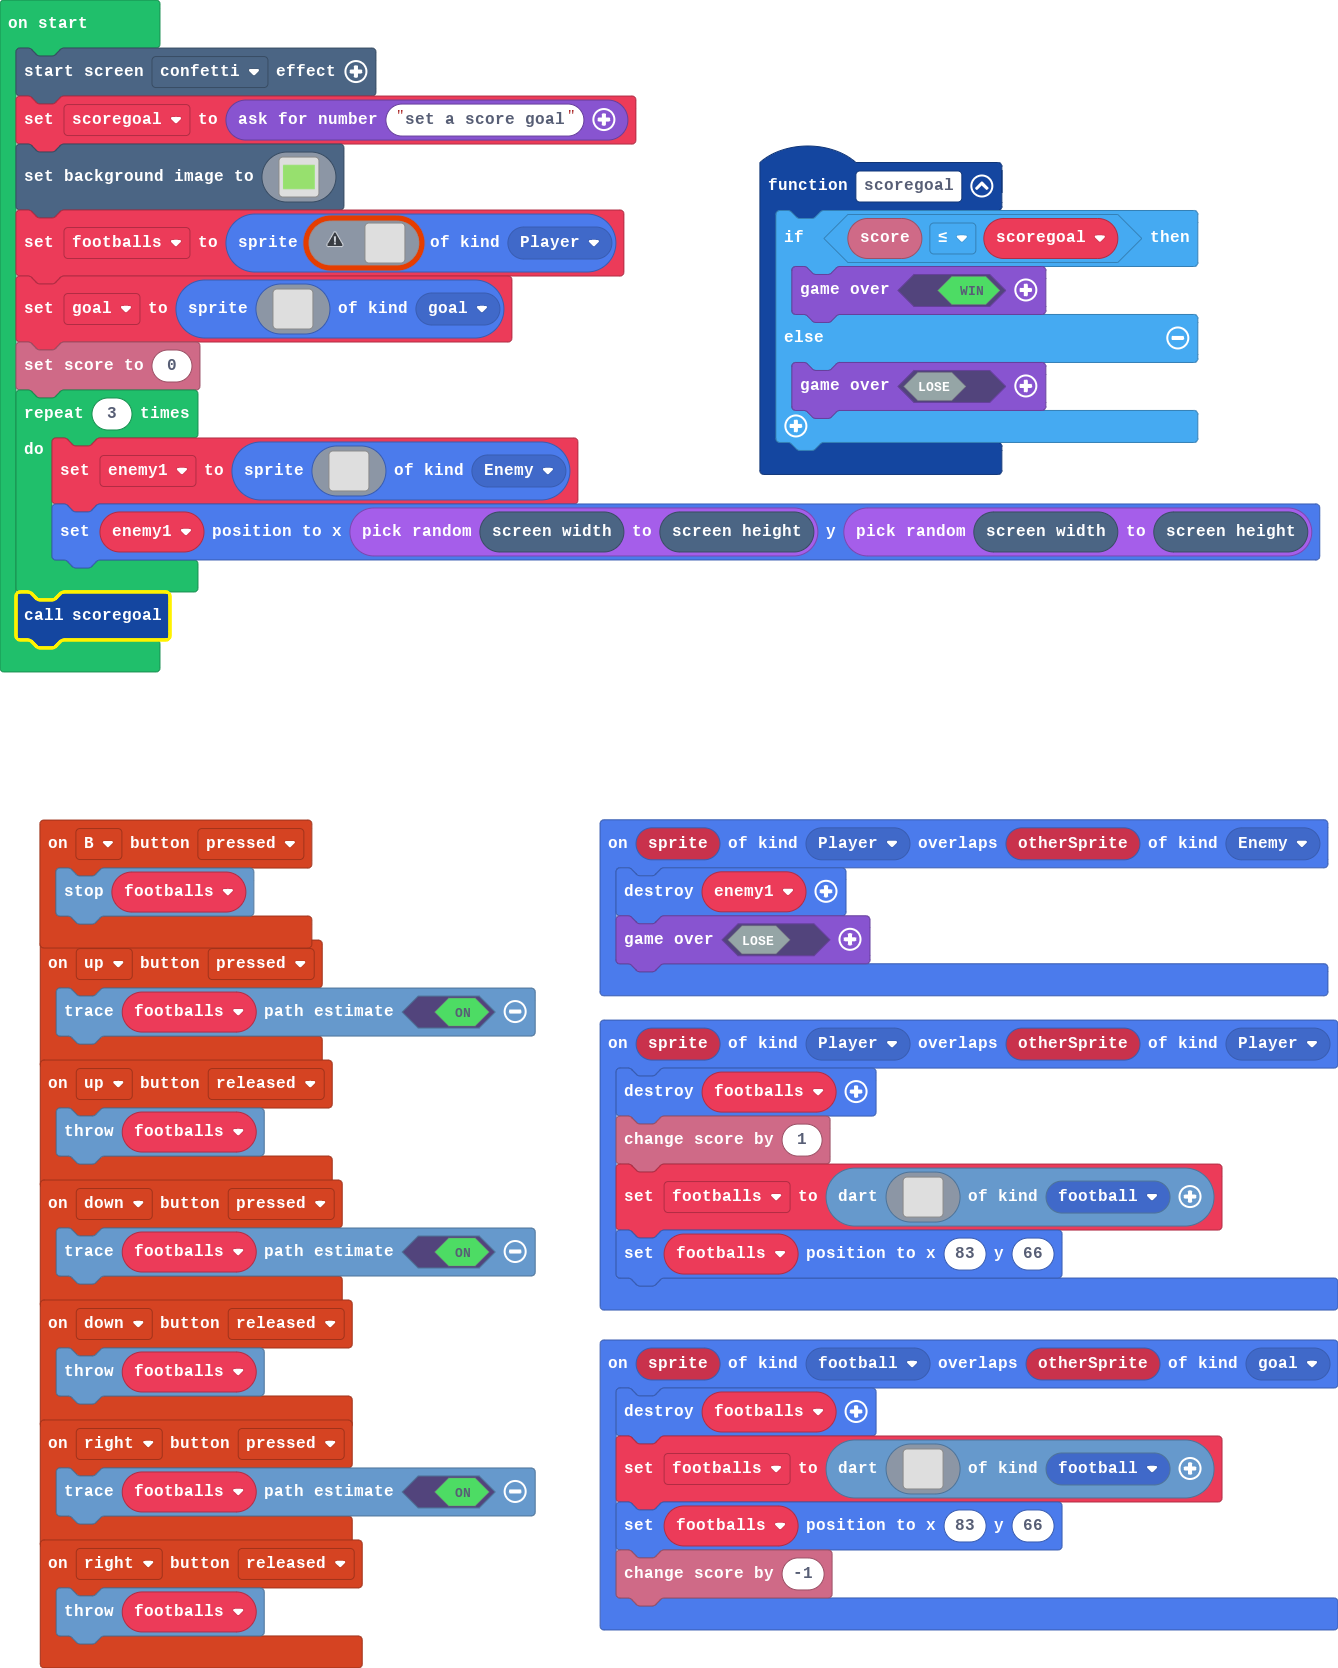 on start
start screen confetti effect
set scoregoal to ask for number "set a score goal"
set background image to
set footballs to sprite of kind Player
set goal to sprite of kind goal
set score to 0
repeat 3 times
do
set enemy1 to sprite of kind Enemy
set enemy1 position to x pick random screen width to screen height y pick random screen width to screen height
call scoregoal
function scoregoal
if score ≤ scoregoal then
game over WIN
else
game over LOSE
on B button pressed
stop footballs
on up button pressed
trace footballs path estimate ON
on up button released
throw footballs
on down button pressed
trace footballs path estimate ON
on down button released
throw footballs
on right button pressed
trace footballs path estimate ON
on right button released
throw footballs
on sprite of kind Player overlaps otherSprite of kind Enemy
destroy enemy1
game over LOSE
on sprite of kind Player overlaps otherSprite of kind Player
destroy footballs
change score by 1
set footballs to dart of kind football
set footballs position to x 83 y 66
on sprite of kind football overlaps otherSprite of kind goal
destroy footballs
set footballs to dart of kind football
set footballs position to x 83 y 66
change score by -1